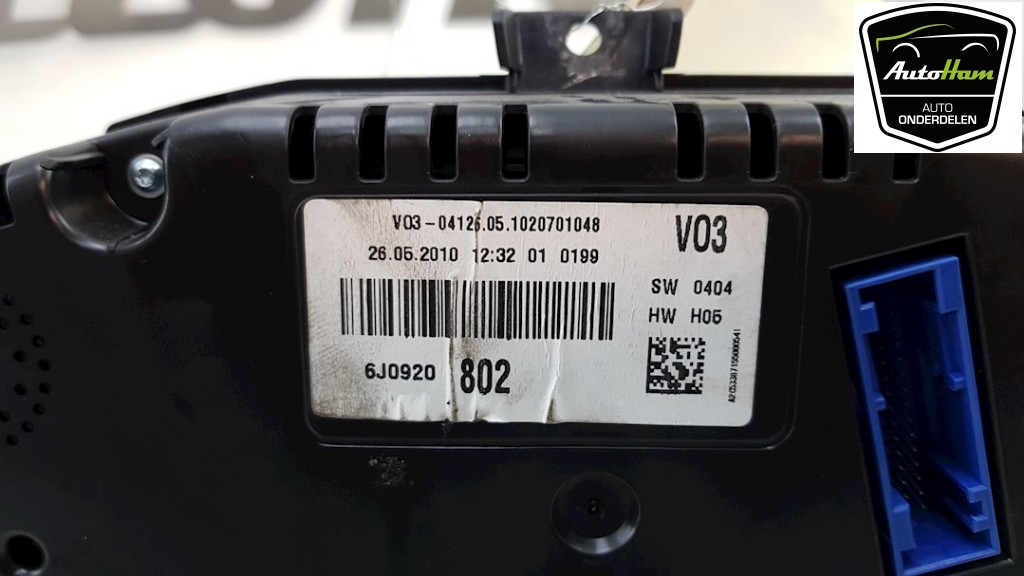 AutoHam
AUTO
ONDERDELEN
V03-04126.05.1020701048
26.05.2010 12:32 01 0199
V03
SW 0404
HW H05
6J0920 802
A2C53387155000541